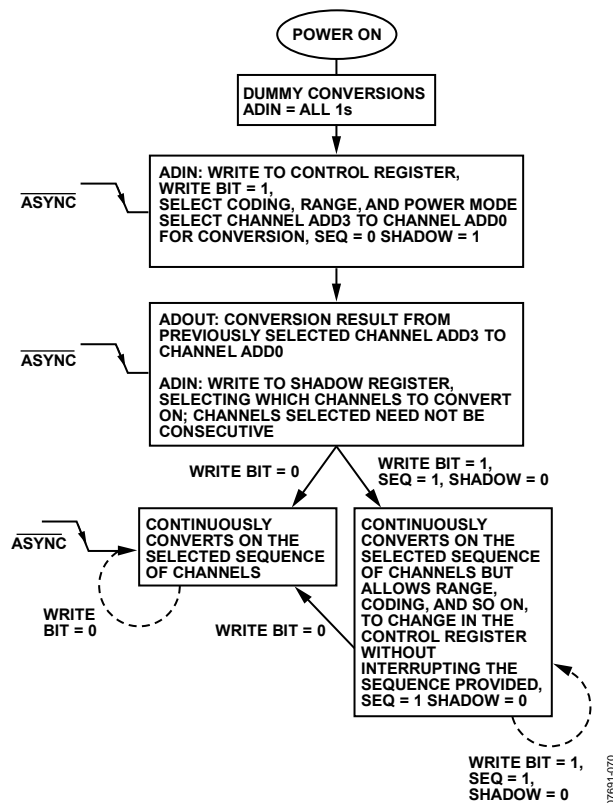 POWER ON
DUMMY CONVERSIONS
ADIN = ALL 1s
ASYNC
ADIN: WRITE TO CONTROL REGISTER,
WRITE BIT = 1,
SELECT CODING, RANGE, AND POWER MODE
SELECT CHANNEL ADD3 TO CHANNEL ADD0
FOR CONVERSION, SEQ = 0 SHADOW = 1
ASYNC
ADOUT: CONVERSION RESULT FROM
PREVIOUSLY SELECTED CHANNEL ADD3 TO
CHANNEL ADD0
ADIN: WRITE TO SHADOW REGISTER,
SELECTING WHICH CHANNELS TO CONVERT
ON; CHANNELS SELECTED NEED NOT BE
CONSECUTIVE
WRITE BIT = 0
WRITE BIT = 1,
SEQ = 1, SHADOW = 0
ASYNC
CONTINUOUSLY
CONVERTS ON THE
SELECTED SEQUENCE
OF CHANNELS
WRITE
BIT = 0
WRITE BIT = 0
CONTINUOUSLY
CONVERTS ON THE
SELECTED SEQUENCE
OF CHANNELS BUT
ALLOWS RANGE,
CODING, AND SO ON,
TO CHANGE IN THE
CONTROL REGISTER
WITHOUT
INTERRUPTING THE
SEQUENCE PROVIDED,
SEQ = 1 SHADOW = 0
WRITE BIT = 1,
SEQ = 1,
SHADOW = 0
07691-070